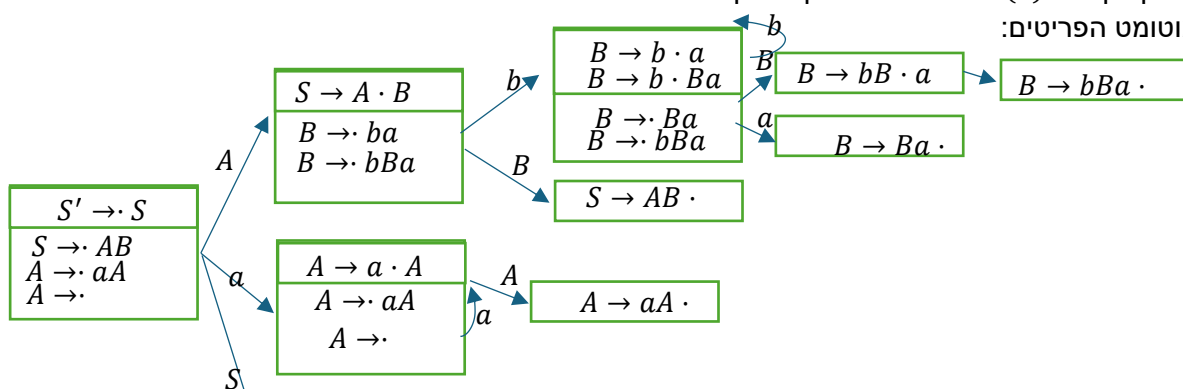 וטומט הפריטים:
b
B → b · a
B → b · Ba
B → · Ba
B → · bBa
B
B → bB · a
B → bBa ·
a
B → Ba ·
S → A · B
B → · ba
B → · bBa
b
B
S → AB ·
A
S′ → · S
S → · AB
A → · aA
A → ·
a
A → a · A
A → · aA
A → ·
a
A
A → aA ·
S